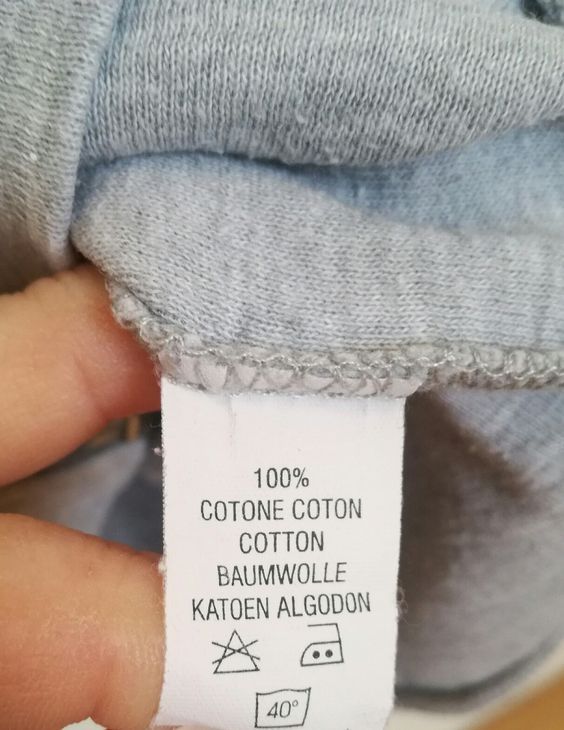 100%
COTONE COTON
COTTON
BAUMWOLLE
KATOEN ALGODON
40°